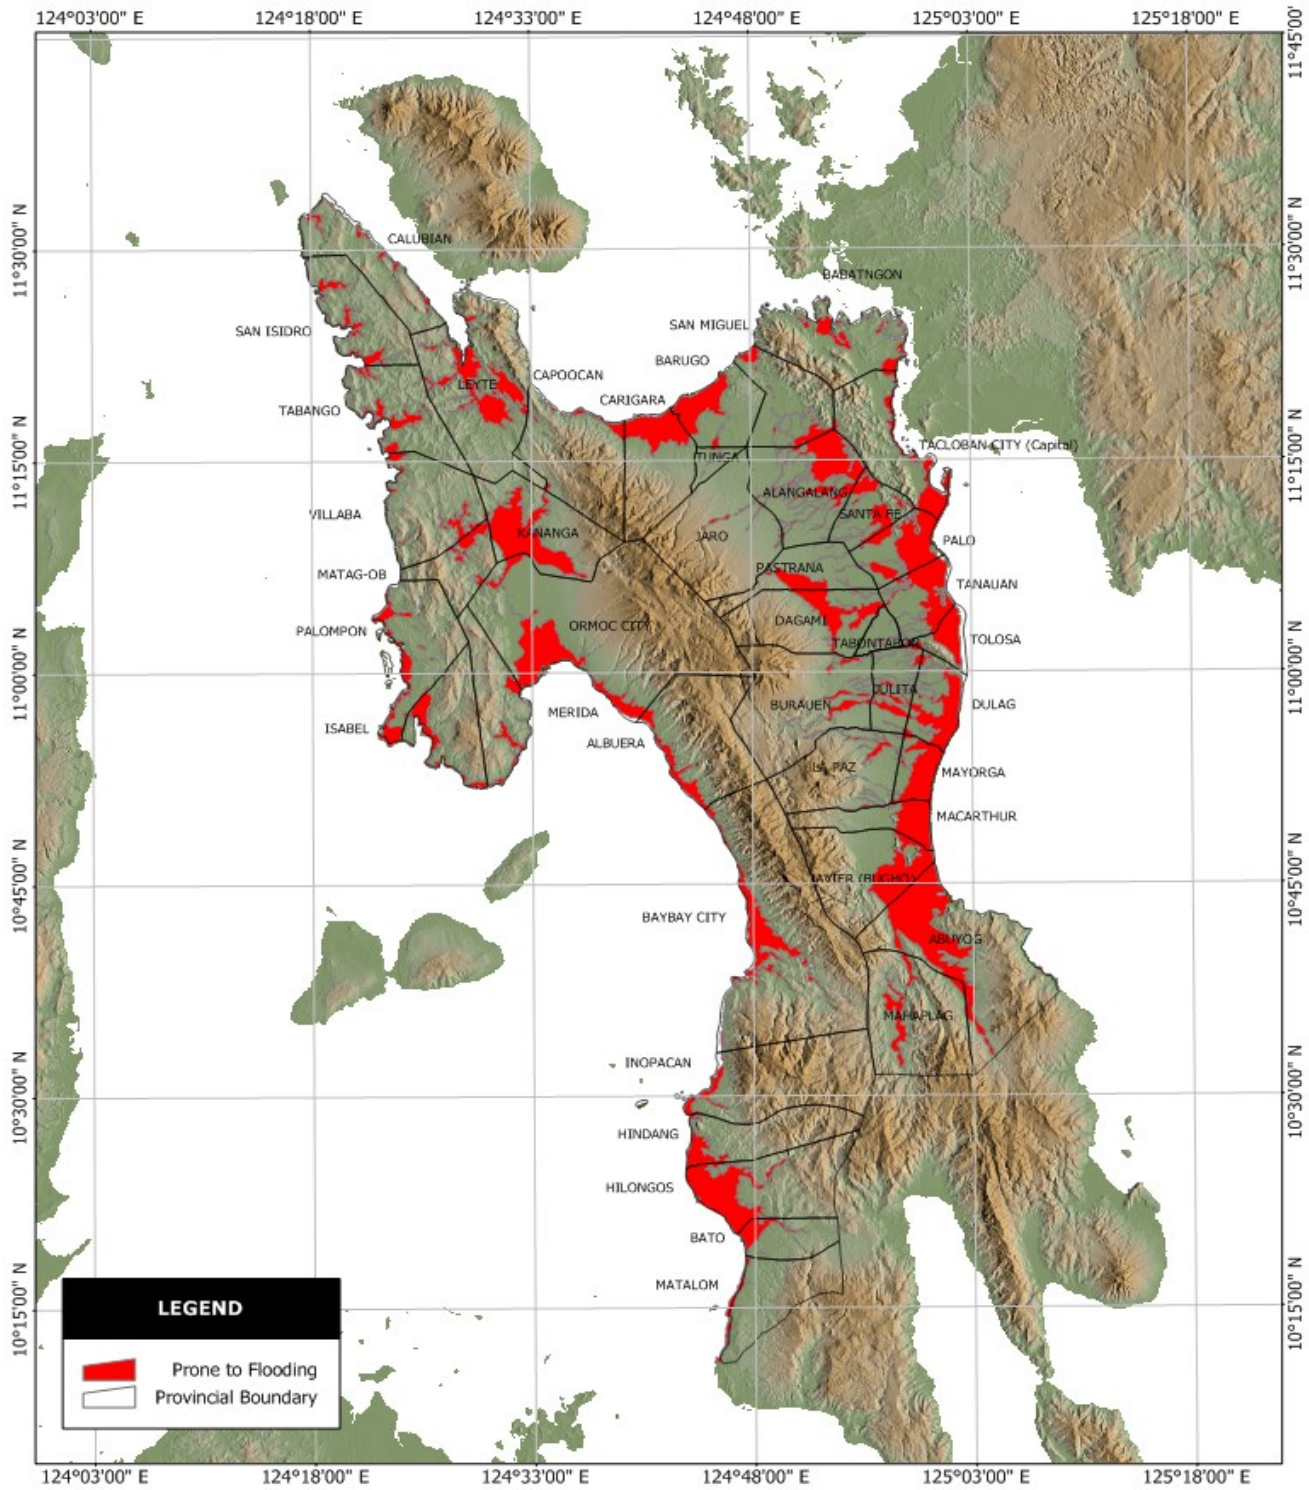 124°03'00" E
124°18'00" E
124°33'00" E
124°48'00" E
125°03'00" E
125°18'00" E
11°45'00'
11°30'00" N
11°30'00" N
CALUBIAN
BABATNGON
SAN ISIDRO
SAN MIGUEL
BARUGO
LEYTE
CAPOOCAN
CARIGARA
TABANGO
TACLOBAN CITY (Capital)
11°15'00" N
11°15'00" N
TUNGA
ALANGALANG
VILLABA
SANTA FE
KANANGA
JARO
PALO
MATAG-OB
PASTRANA
TANAUAN
DAGAMI
PALOMPON
ORMOC CITY
TABONTABON
TOLOSA
11°00'00" N
11°00'00" N
JULITA
BURAUEN
DULAG
MERIDA
ISABEL
ALBUERA
LA PAZ
MAYORGA
MACARTHUR
10°45'00" N
10°45'00" N
JAVIER (BUGHO)
BAYBAY CITY
ABUYOG
MAHAPLAG
INOPACAN
10°30'00" N
10°30'00" N
HINDANG
HILONGOS
BATO
MATALOM
10°15'00" N
10°15'00" N
LEGEND
Prone to Flooding
Provincial Boundary
124°03'00" E
124°18'00" E
124°33'00" E
124°48'00" E
125°03'00" E
125°18'00" E